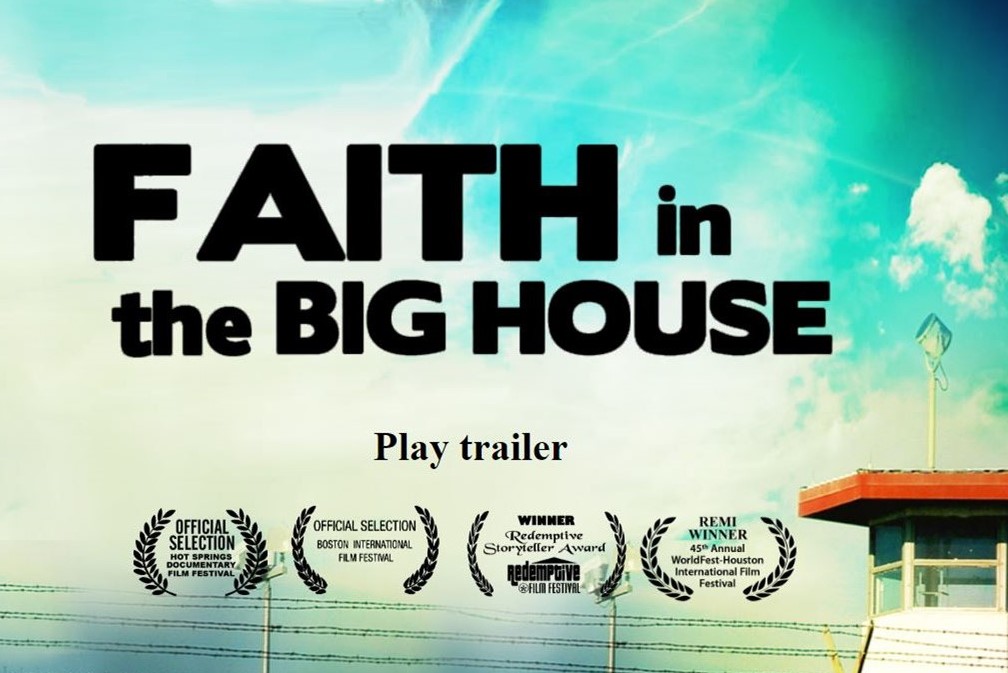 FAITH in
the BIG HOUSE
Play trailer
OFFICIAL
SELECTION
HOT SPRINGS
DOCUMENTARY
FILM FESTIVAL
OFFICIAL SELECTION
BOSTON INTERNATIONAL
FILM FESTIVAL
WINNER
Redemptive
Storyteller Award
REDEMPTIVE
FILM FESTIVAL
REMI
WINNER
45th Annual
WorldFest-Houston
International Film
Festival